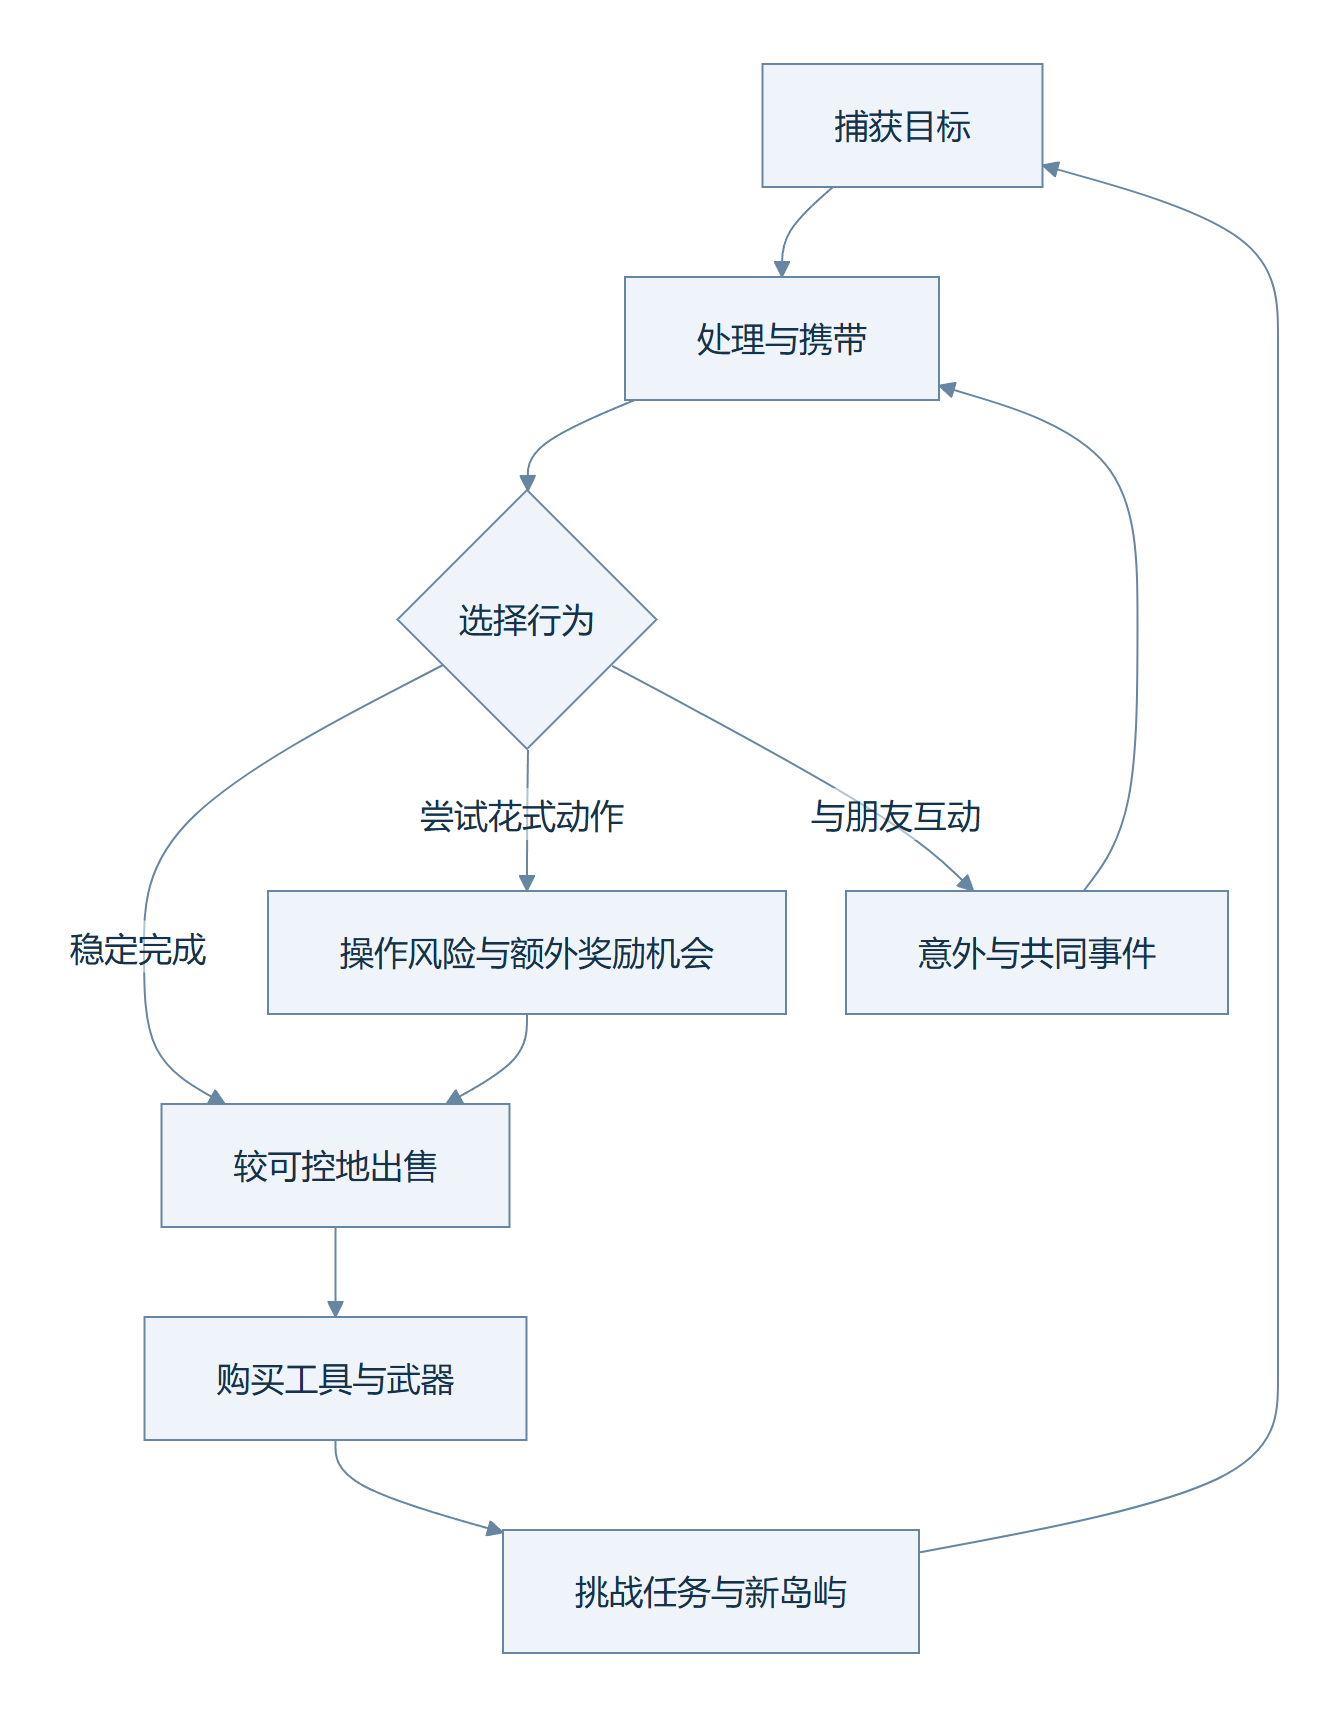 捕获目标
处理与携带
选择行为
尝试花式动作
与朋友互动
稳定完成
操作风险与额外奖励机会
意外与共同事件
较可控地出售
购买工具与武器
挑战任务与新岛屿